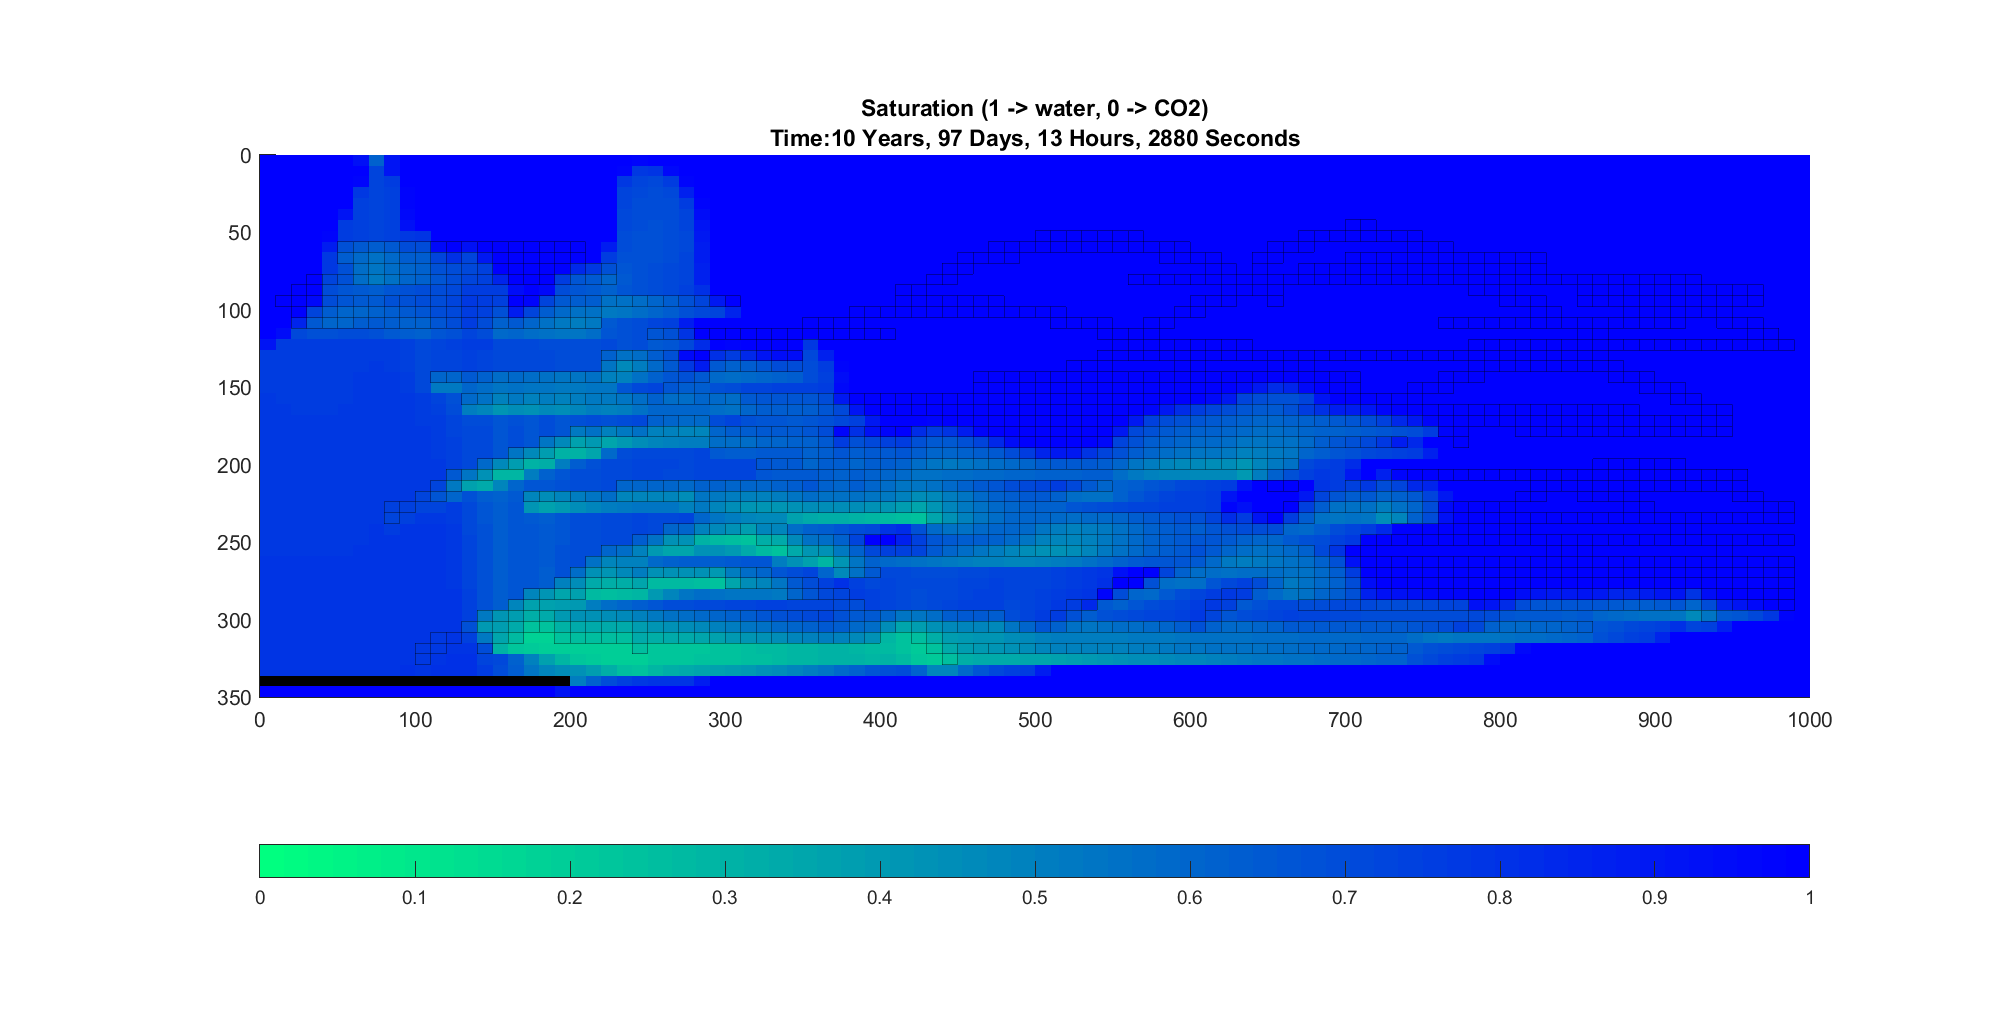 Saturation (1 -> water, 0 -> CO2)
Time:10 Years, 97 Days, 13 Hours, 2880 Seconds
0
50
100
150
200
250
300
350
0 100 200 300 400 500 600 700 800 900 1000
0 0.1 0.2 0.3 0.4 0.5 0.6 0.7 0.8 0.9 1